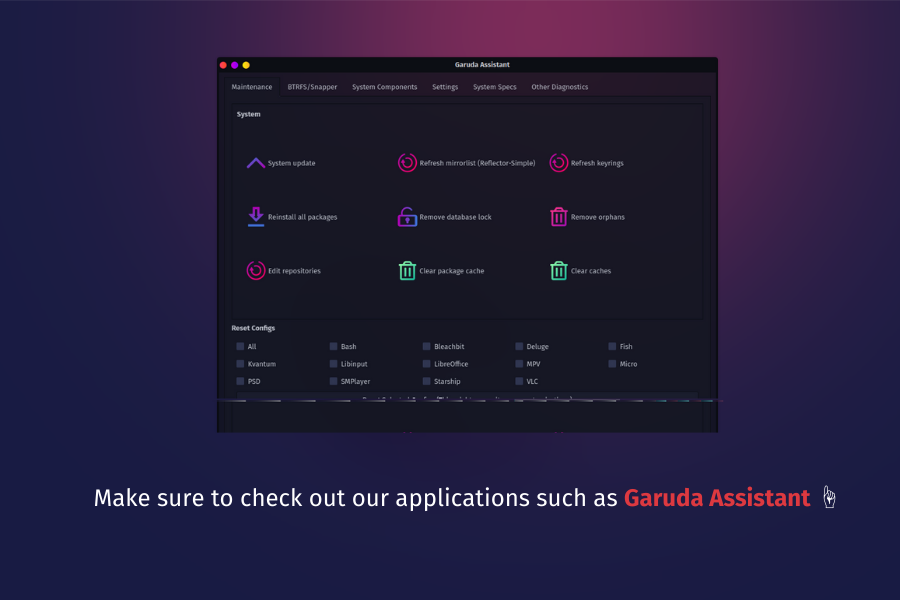 Garuda Assistant
Maintenance BTRFS/Snapper System Components Settings System Specs Other Diagnostics
System
System update Refresh mirrorlist (Reflector-Simple) Refresh keyrings
Reinstall all packages Remove database lock Remove orphans
Edit repositories Clear package cache Clear caches
Reset Configs
All Bash Bleachbit Deluge Fish
Kvantum Libinput LibreOffice MPV Micro
PSD SMPlayer Starship VLC
Make sure to check out our applications such as Garuda Assistant ☝